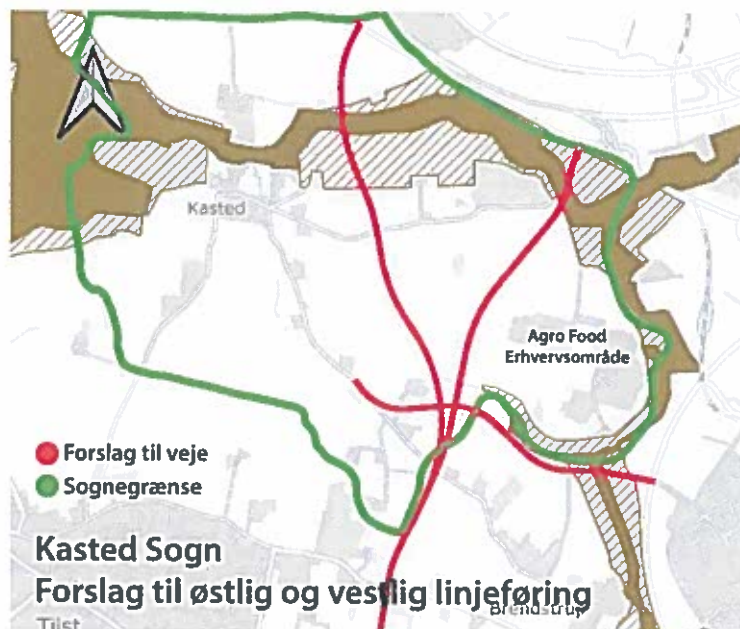 Kasted
Agro Food
Erhvervsområde
Forslag til veje
Sognegrænse
Kasted Sogn
Forslag til østlig og vestlig linjeføring
Brendstrup
Tilst